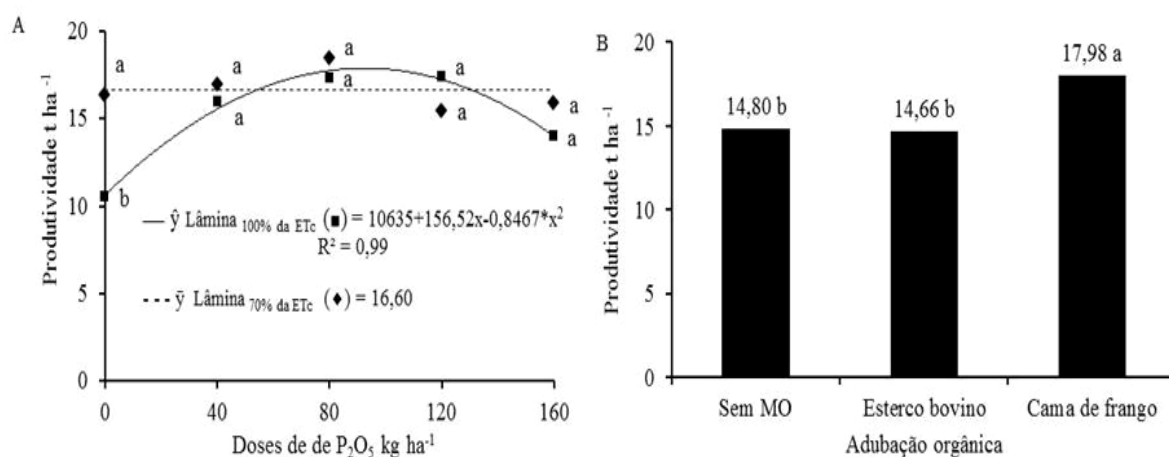 A
Produtividade t ha ⁻¹
20
15
10
5
0
a
a
a
a
a
a
a
a
a
b
ŷ Lâmina 100% da ETc (■) = 10635+156,52x-0,8467*x²
R² = 0,99
ȳ Lâmina 70% da ETc (♦) = 16,60
0
40
80
120
160
Doses de de P₂O₅ kg ha⁻¹
B
Produtividade t ha ⁻¹
20
15
10
5
0
14,80 b
14,66 b
17,98 a
Sem MO
Esterco bovino
Cama de frango
Adubação orgânica